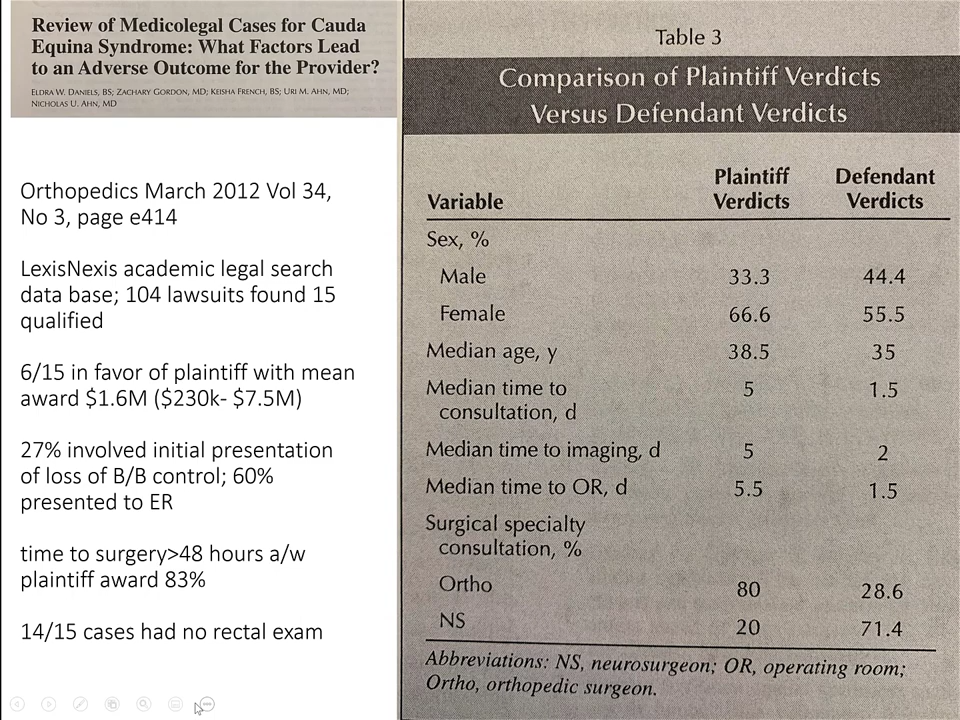 Review of Medicolegal Cases for Cauda
Equina Syndrome: What Factors Lead
to an Adverse Outcome for the Provider?
ELDRA W. DANIELS, BS; ZACHARY GORDON, MD; KEISHA FRENCH, BS; URI M. AHN, MD;
NICHOLAS U. AHN, MD
Orthopedics March 2012 Vol 34,
No 3, page e414
LexisNexis academic legal search
data base; 104 lawsuits found 15
qualified
6/15 in favor of plaintiff with mean
award $1.6M ($230k- $7.5M)
27% involved initial presentation
of loss of B/B control; 60%
presented to ER
time to surgery>48 hours a/w
plaintiff award 83%
14/15 cases had no rectal exam
Table 3
Comparison of Plaintiff Verdicts
Versus Defendant Verdicts
Plaintiff Defendant
Variable Verdicts Verdicts
Sex, %
Male 33.3 44.4
Female 66.6 55.5
Median age, y 38.5 35
Median time to 5 1.5
consultation, d
Median time to imaging, d 5 2
Median time to OR, d 5.5 1.5
Surgical specialty
consultation, %
Ortho 80 28.6
NS 20 71.4
Abbreviations: NS, neurosurgeon; OR, operating room;
Ortho, orthopedic surgeon.